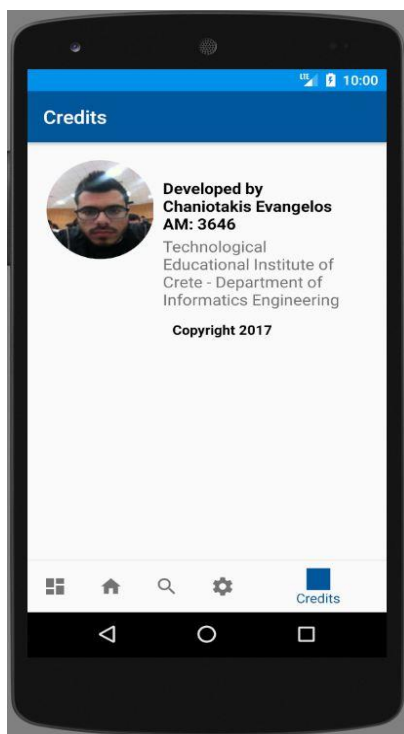 LTE 10:00
Credits
Developed by
Chaniotakis Evangelos
AM: 3646
Technological
Educational Institute of
Crete - Department of
Informatics Engineering
Copyright 2017
Credits